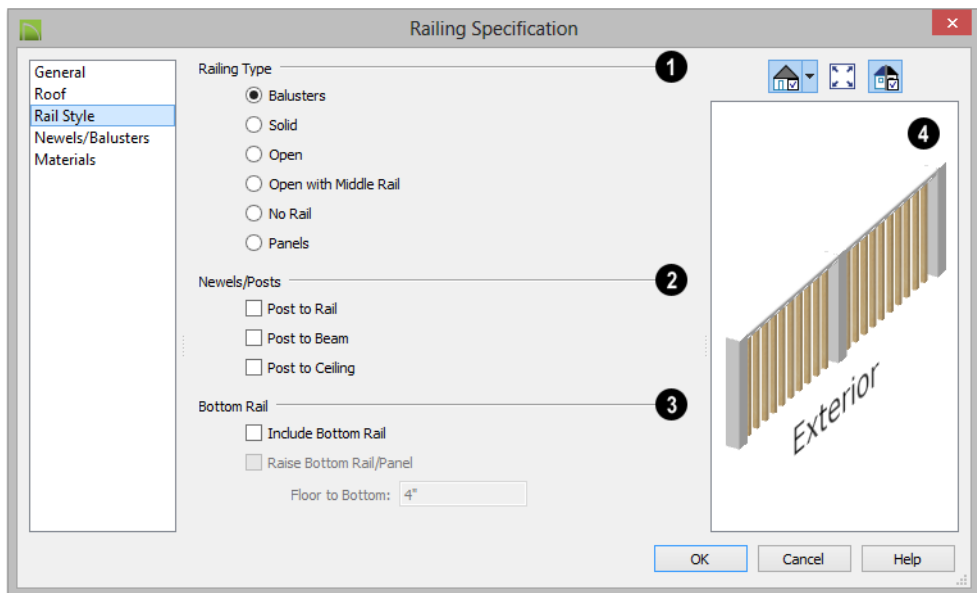 Railing Specification
General
Roof
Rail Style
Newels/Balusters
Materials
Railing Type
1
Balusters
Solid
Open
Open with Middle Rail
No Rail
Panels
Newels/Posts
2
Post to Rail
Post to Beam
Post to Ceiling
Bottom Rail
3
Include Bottom Rail
Raise Bottom Rail/Panel
Floor to Bottom: 4"
4
Exterior
OK Cancel Help